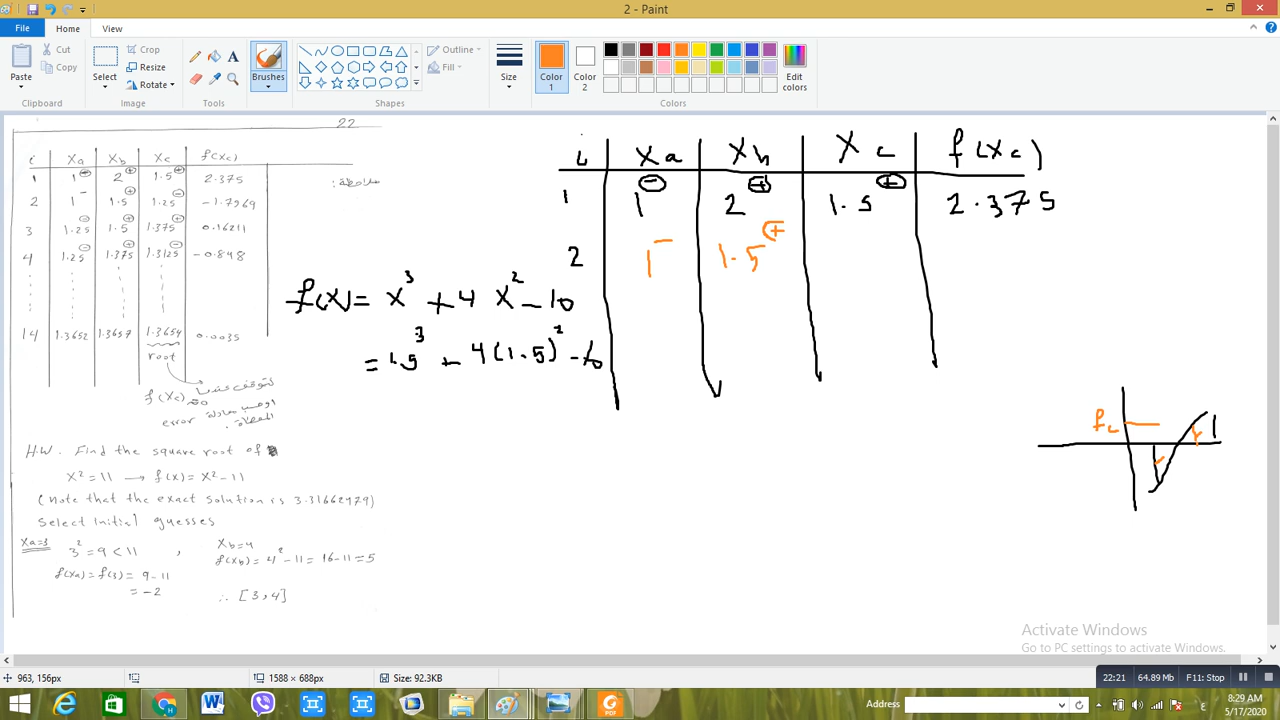 2 - Paint
File Home View
Paste Cut Copy Clipboard
Select Crop Resize Rotate Image
Tools
Brushes
Shapes Outline Fill
Size
Color 1 Color 2
Edit colors
Colors
22
i Xa Xb Xc f(Xc)
1 1⊖ 2⊕ 1.5⊕ 2.375
2 1⁻ 1.5⊕ 1.25⊖ -1.7969
3 1.25⊖ 1.5⊕ 1.375⊕ 0.16211
4 1.25⊖ 1.375⊕ 1.3125⊖ -0.848
14 1.3652 1.3657 1.3654 0.0035
ملاحظة:
root
نتوقف عندما
f(Xc)
error
H.W. Find the square root of
X²=11 → f(x)=X²-11
(Note that the exact solution is 3.31662979)
Select initial guesses
Xa=3 3²=9<11 , Xb=4
f(Xb)=4²-11=16-11=5
f(Xa)=f(3)=9-11
=-2
∴ [3,4]
i Xa Xb Xc f(Xc)
1 1⊖ 2⊕ 1.5⊕ 2.375
2 1⁻ 1.5⊕
f(x)= x³ + 4 x² - 10
= 1.5³ + 4(1.5)² - 10
fc
Activate Windows
Go to PC settings to activate Windows.
963, 156px 1588 × 688px Size: 92.3KB
22:21 64.89 Mb F11: Stop
Address
8:29 AM
5/17/2020